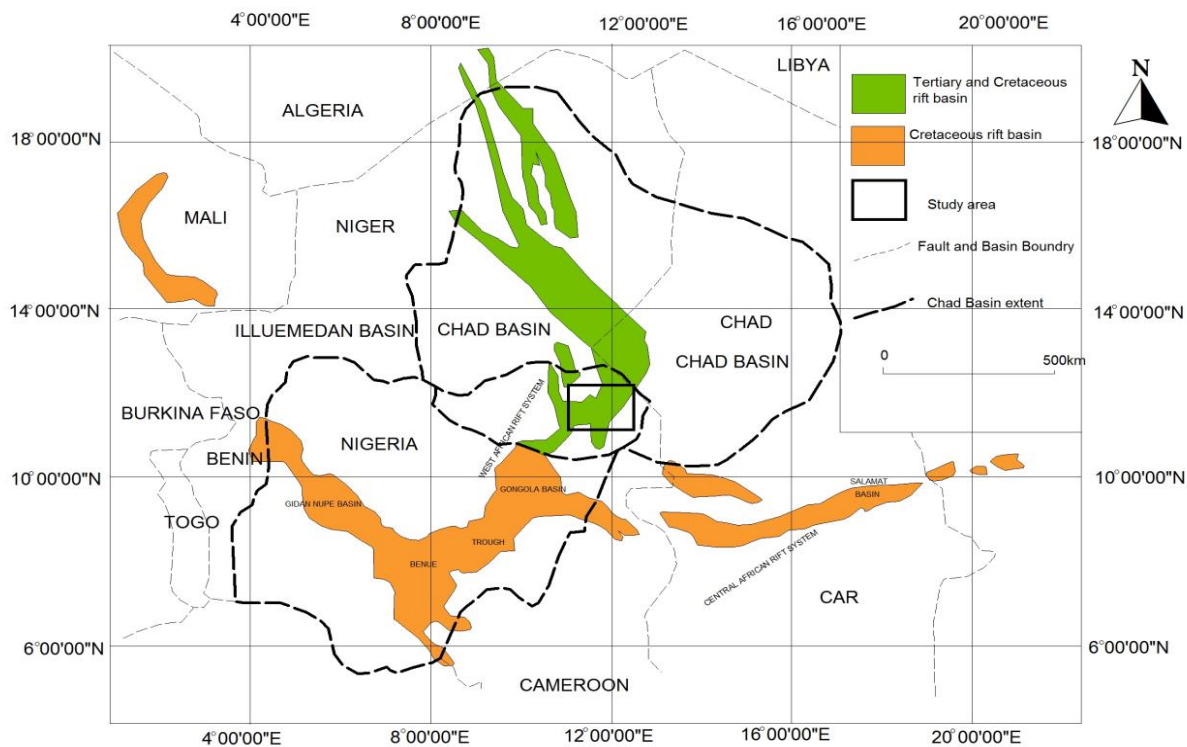 4°00'00"E
8°00'00"E
12°00'00"E
16°00'00"E
20°00'00"E
LIBYA
N
ALGERIA
Tertiary and Cretaceous
rift basin
Cretaceous rift basin
18°00'00"N
18°00'00"N
MALI
NIGER
Study area
Fault and Basin Boundry
Chad Basin extent
14°00'00"N
14°00'00"N
ILLUEMEDAN BASIN
CHAD BASIN
CHAD
CHAD BASIN
0
500km
BURKINA FASO
NIGERIA
WEST AFRICAN RIFT SYSTEM
BENIN
10°00'00"N
10°00'00"N
GONGOLA BASIN
SALAMAT
BASIN
GIDAN NUPE BASIN
TOGO
TROUGH
BENUE
CENTRAL AFRICAN RIFT SYSTEM
CAR
6°00'00"N
6°00'00"N
CAMEROON
4°00'00"E
8°00'00"E
12°00'00"E
16°00'00"E
20°00'00"E